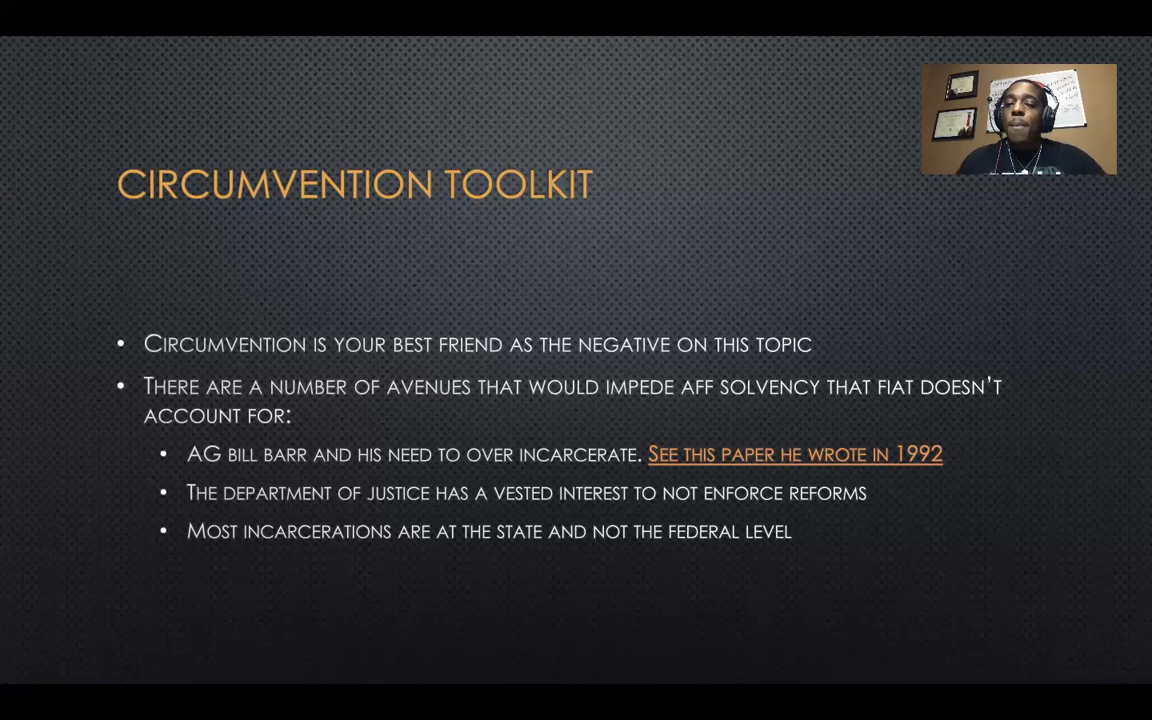 CIRCUMVENTION TOOLKIT
• CIRCUMVENTION IS YOUR BEST FRIEND AS THE NEGATIVE ON THIS TOPIC
• THERE ARE A NUMBER OF AVENUES THAT WOULD IMPEDE AFF SOLVENCY THAT FIAT DOESN'T
ACCOUNT FOR:
• AG BILL BARR AND HIS NEED TO OVER INCARCERATE. SEE THIS PAPER HE WROTE IN 1992
• THE DEPARTMENT OF JUSTICE HAS A VESTED INTEREST TO NOT ENFORCE REFORMS
• MOST INCARCERATIONS ARE AT THE STATE AND NOT THE FEDERAL LEVEL